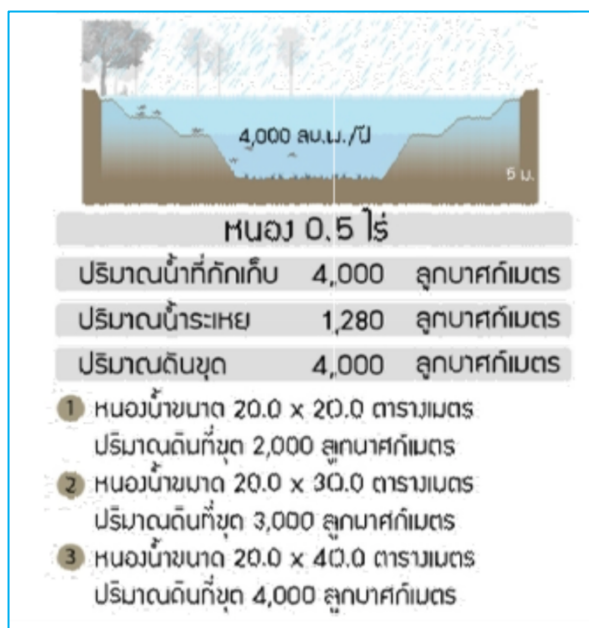 4,000 ลบ.ม./ปี
5 ม.
หนอง 0.5 ไร่
ปริมาณน้ำที่กักเก็บ 4,000 ลูกบาศก์เมตร
ปริมาณน้ำระเหย 1,280 ลูกบาศก์เมตร
ปริมาณดินขุด 4,000 ลูกบาศก์เมตร
1 หนองน้ำขนาด 20.0 x 20.0 ตารางเมตร
ปริมาณดินที่ขุด 2,000 ลูกบาศก์เมตร
2 หนองน้ำขนาด 20.0 x 30.0 ตารางเมตร
ปริมาณดินที่ขุด 3,000 ลูกบาศก์เมตร
3 หนองน้ำขนาด 20.0 x 40.0 ตารางเมตร
ปริมาณดินที่ขุด 4,000 ลูกบาศก์เมตร